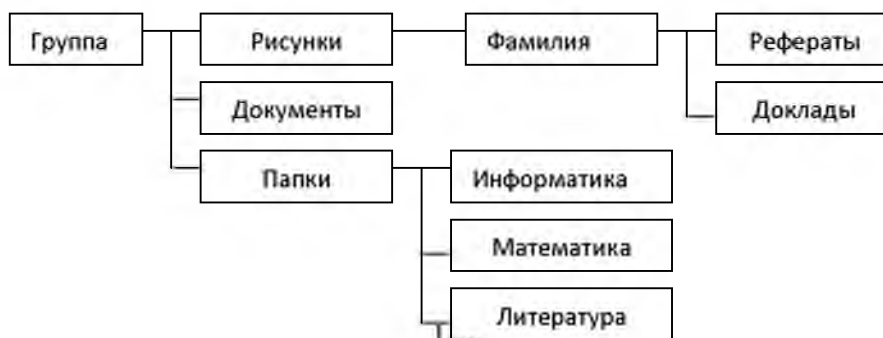 Группа
Рисунки
Фамилия
Рефераты
Документы
Доклады
Папки
Информатика
Математика
Литература